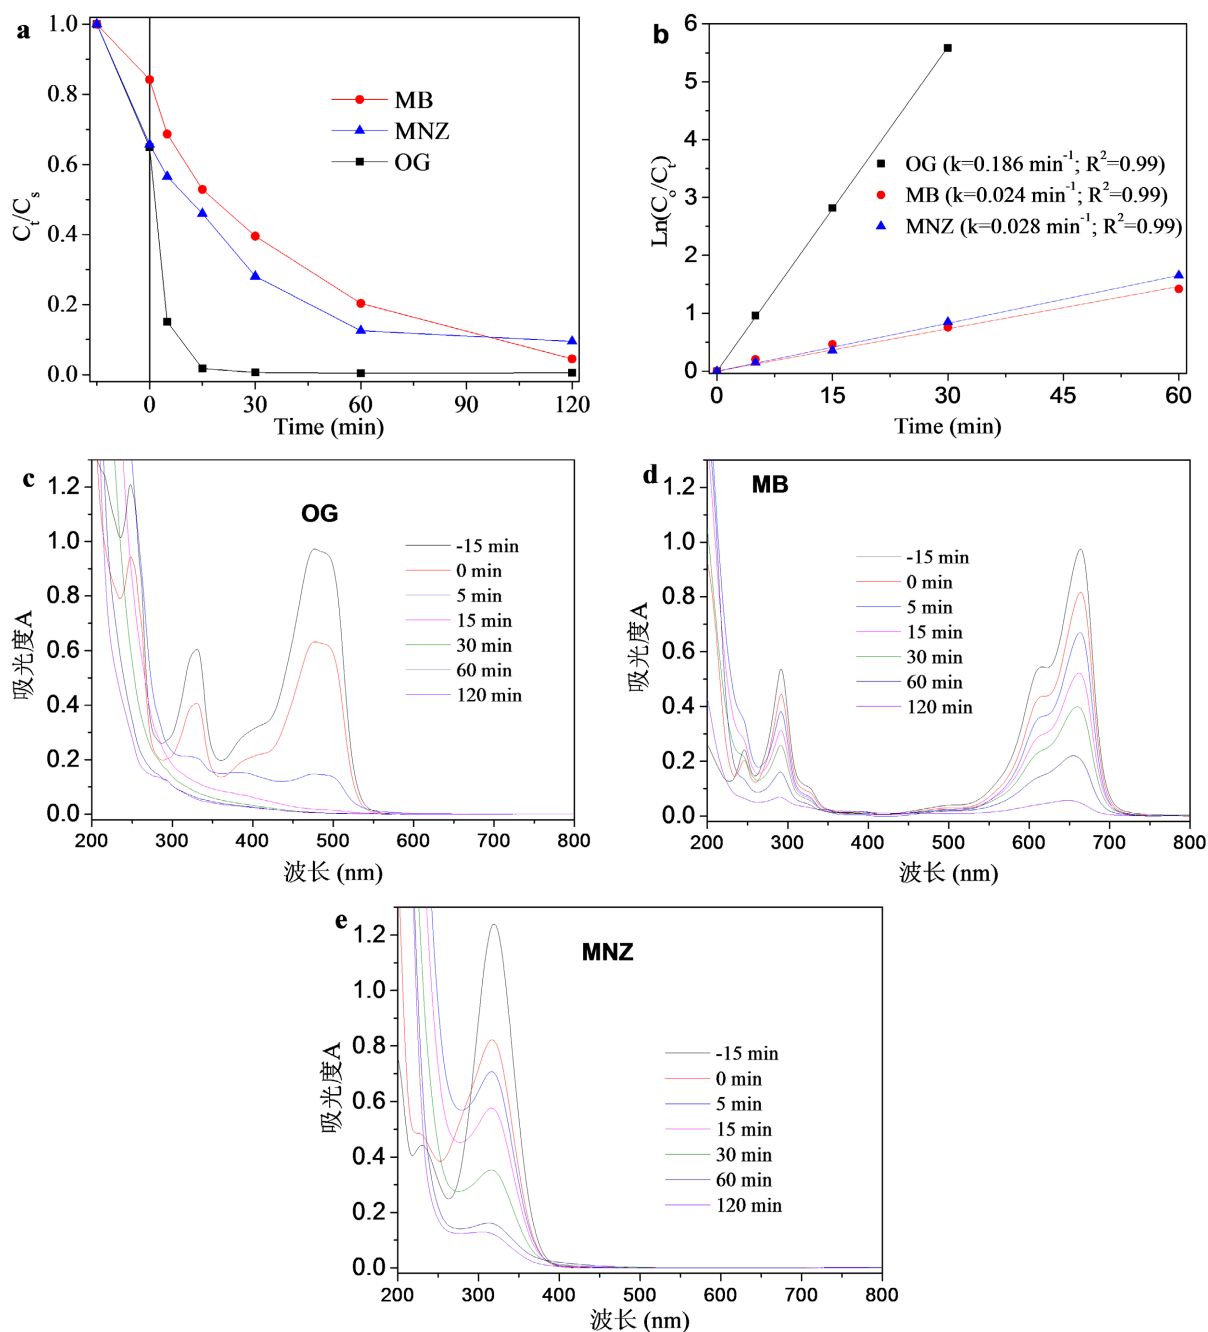 a
1.0
0.8
0.6
0.4
0.2
0.0
Ct/Cs
MB
MNZ
OG
0 30 60 90 120
Time (min)
b
6
5
4
3
2
1
0
Ln(Co/Ct)
OG (k=0.186 min-1; R2=0.99)
MB (k=0.024 min-1; R2=0.99)
MNZ (k=0.028 min-1; R2=0.99)
0 15 30 45 60
Time (min)
c
1.2
1.0
0.8
0.6
0.4
0.2
0.0
吸光度A
OG
-15 min
0 min
5 min
15 min
30 min
60 min
120 min
200 300 400 500 600 700 800
波长 (nm)
d
1.2
1.0
0.8
0.6
0.4
0.2
0.0
吸光度A
MB
-15 min
0 min
5 min
15 min
30 min
60 min
120 min
200 300 400 500 600 700 800
波长 (nm)
e
1.2
1.0
0.8
0.6
0.4
0.2
0.0
吸光度A
MNZ
-15 min
0 min
5 min
15 min
30 min
60 min
120 min
200 300 400 500 600 700 800
波长 (nm)